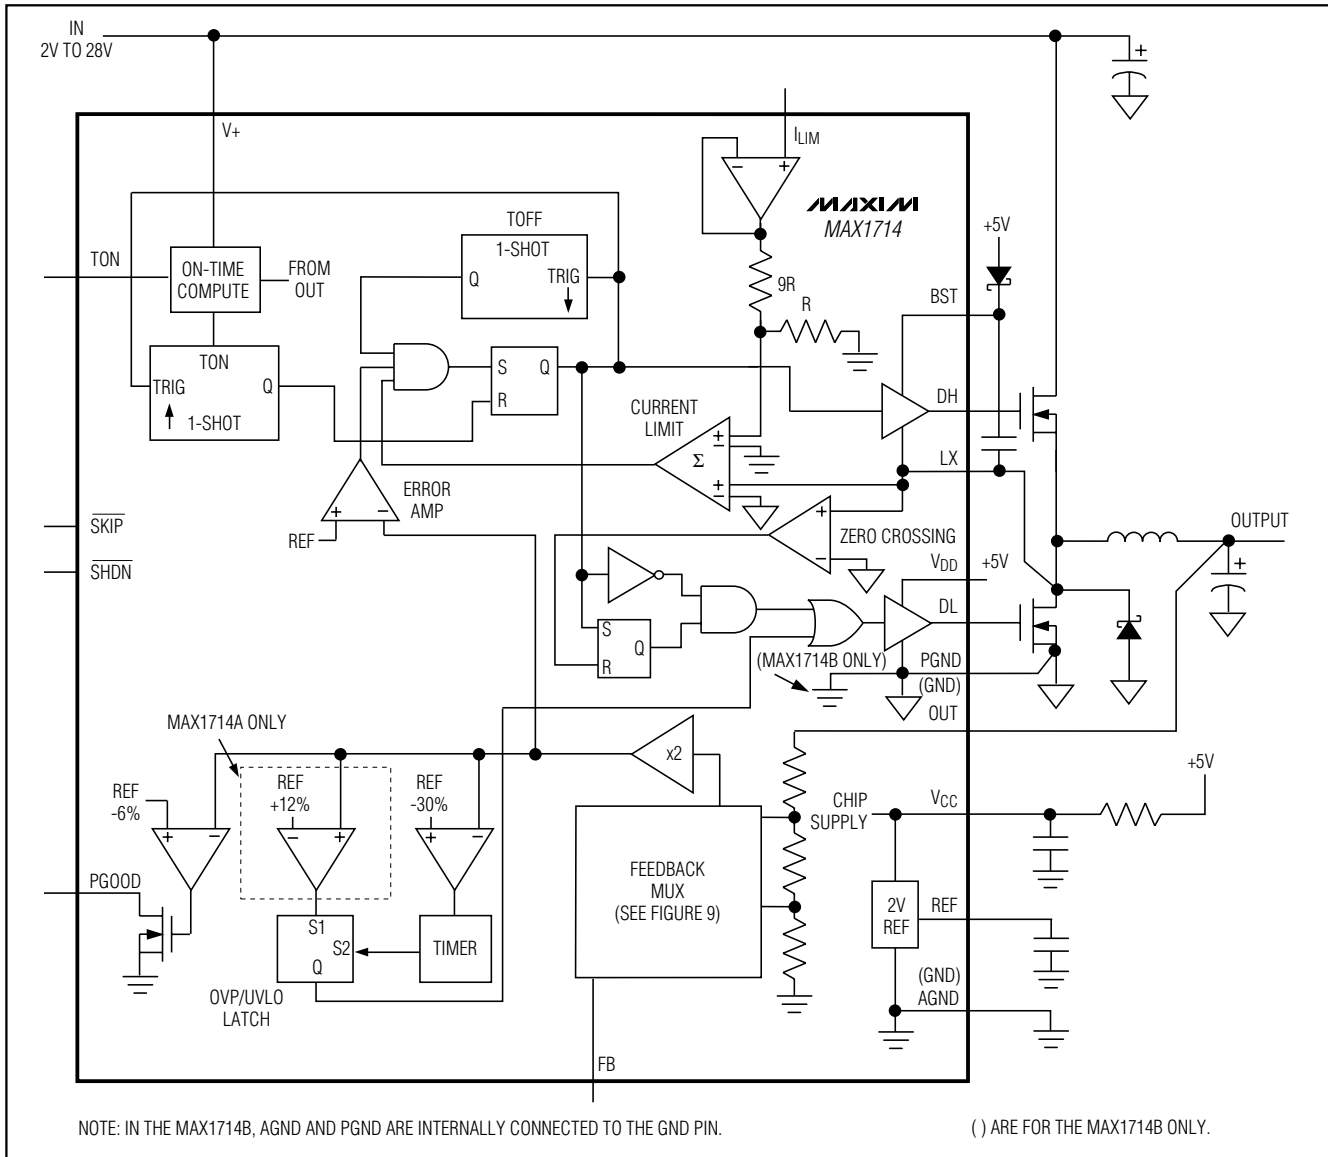 IN
2V TO 28V
V+
ILIM
MAXIM
MAX1714
+5V
TOFF
1-SHOT
Q
TRIG
TON
ON-TIME
COMPUTE
FROM
OUT
9R
R
BST
TON
TRIG
Q
1-SHOT
S
Q
R
DH
CURRENT
LIMIT
+
−
Σ
+
−
LX
ERROR
AMP
+
−
REF
SKIP
SHDN
+
−
ZERO CROSSING
OUTPUT
VDD
+5V
DL
S
Q
R
(MAX1714B ONLY)
PGND
(GND)
OUT
MAX1714A ONLY
x2
REF
-6%
REF
+12%
REF
-30%
+
−
−
+
+
−
CHIP
SUPPLY
VCC
+5V
FEEDBACK
MUX
(SEE FIGURE 9)
PGOOD
2V
REF
REF
S1
S2
Q
TIMER
OVP/UVLO
LATCH
(GND)
AGND
FB
NOTE: IN THE MAX1714B, AGND AND PGND ARE INTERNALLY CONNECTED TO THE GND PIN.
( ) ARE FOR THE MAX1714B ONLY.